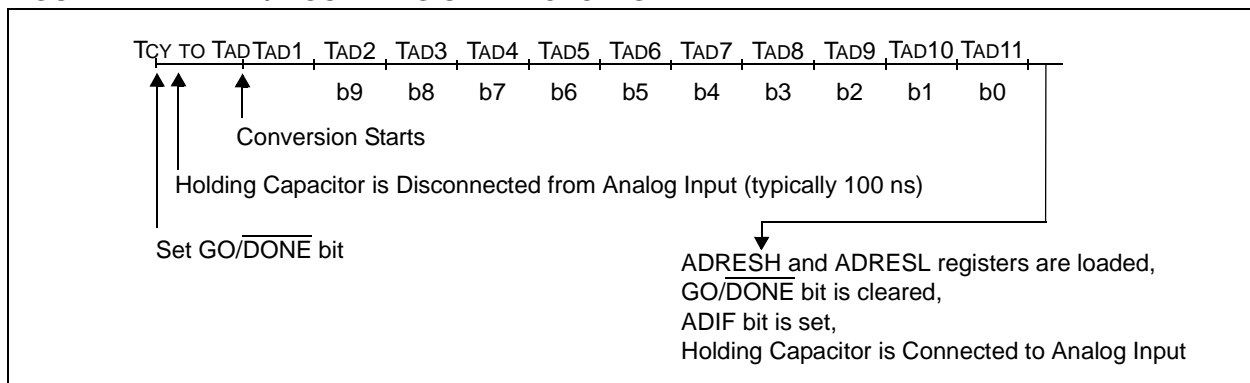 TCY TO TAD TAD1 TAD2 TAD3 TAD4 TAD5 TAD6 TAD7 TAD8 TAD9 TAD10 TAD11
b9 b8 b7 b6 b5 b4 b3 b2 b1 b0
Conversion Starts
Holding Capacitor is Disconnected from Analog Input (typically 100 ns)
Set GO/DONE bit
ADRESH and ADRESL registers are loaded,
GO/DONE bit is cleared,
ADIF bit is set,
Holding Capacitor is Connected to Analog Input